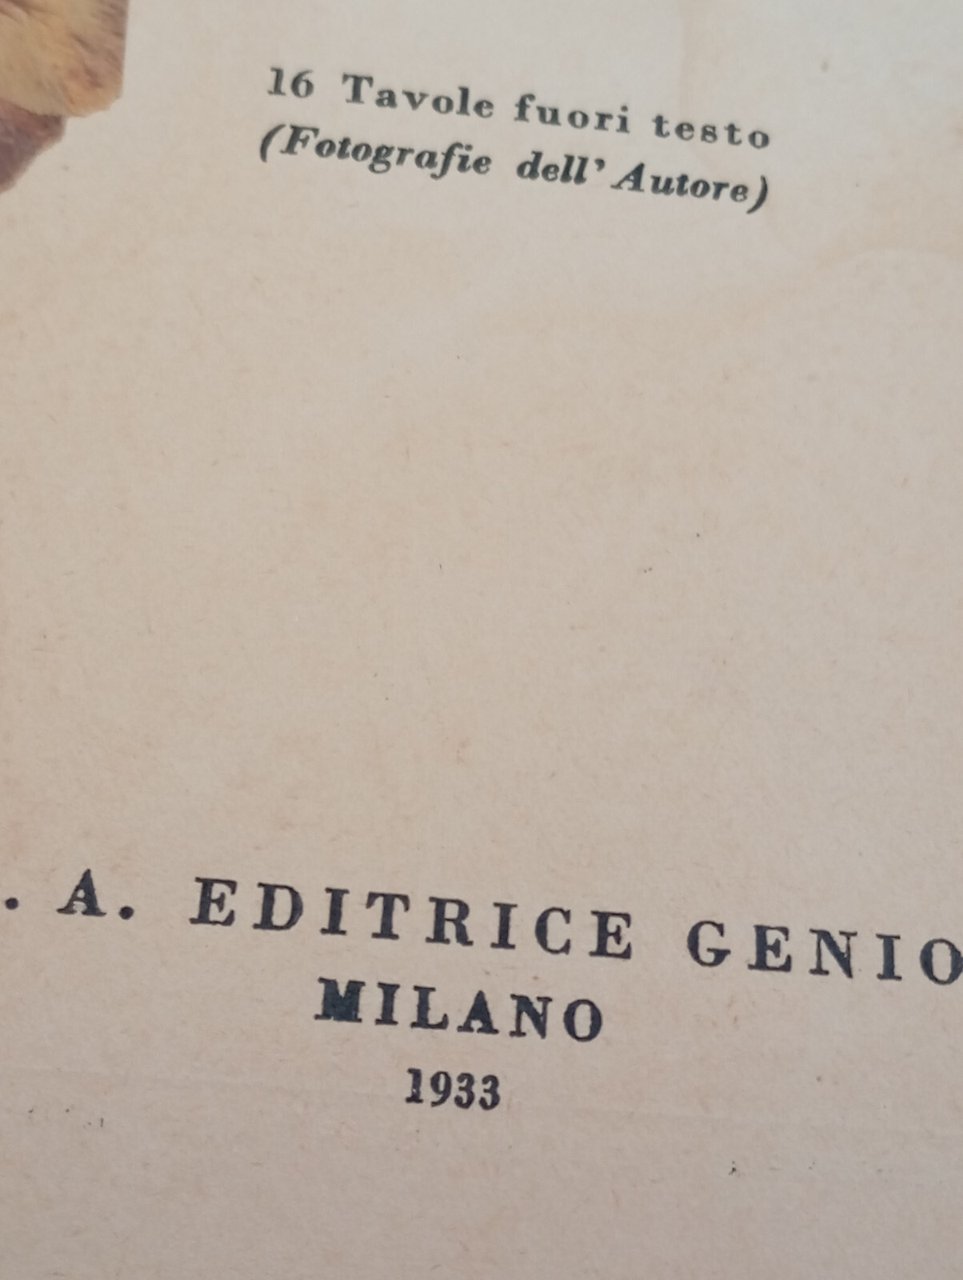 16 Tavole fuori testo
(Fotografie dell' Autore)
. A. EDITRICE GENIO
MILANO
1933